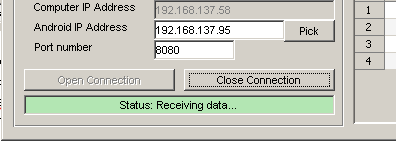 Computer IP Address 192.168.137.58
Android IP Address 192.168.137.95 Pick
Port number 8080
Open Connection Close Connection
Status: Receiving data...
1
2
3
4